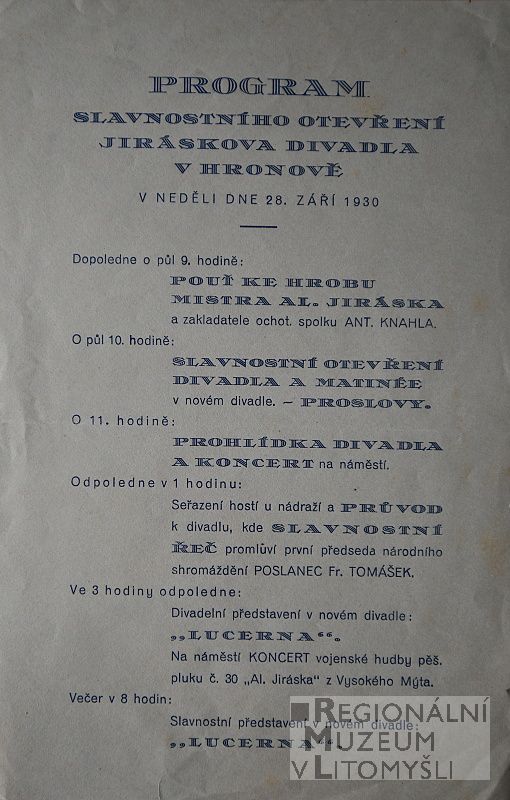 PROGRAM
SLAVNOSTNÍHO OTEVŘENÍ
JIRÁSKOVA DIVADLA
V HRONOVĚ
V NEDĚLI DNE 28. ZÁŘÍ 1930
Dopoledne o půl 9. hodině:
POUŤ KE HROBU
MISTRA AL. JIRÁSKA
a zakladatele ochot. spolku ANT. KNAHLA.
O půl 10. hodině:
SLAVNOSTNÍ OTEVŘENÍ
DIVADLA A MATINÉE
v novém divadle. — PROSLOVY.
O 11. hodině:
PROHLÍDKA DIVADLA
A KONCERT na náměstí.
Odpoledne v 1 hodinu:
Seřazení hostí u nádraží a PRŮVOD
k divadlu, kde SLAVNOSTNÍ
ŘEČ promluví první předseda národního
shromáždění POSLANEC Fr. TOMÁŠEK.
Ve 3 hodiny odpoledne:
Divadelní představení v novém divadle:
„LUCERNA“.
Na náměstí KONCERT vojenské hudby pěš.
pluku č. 30 „Al. Jiráska“ z Vysokého Mýta.
Večer v 8 hodin:
Slavnostní představení v novém divadle:
„LUCERNA“.
REGIONÁLNÍ
MUZEUM
V LITOMYŠLI